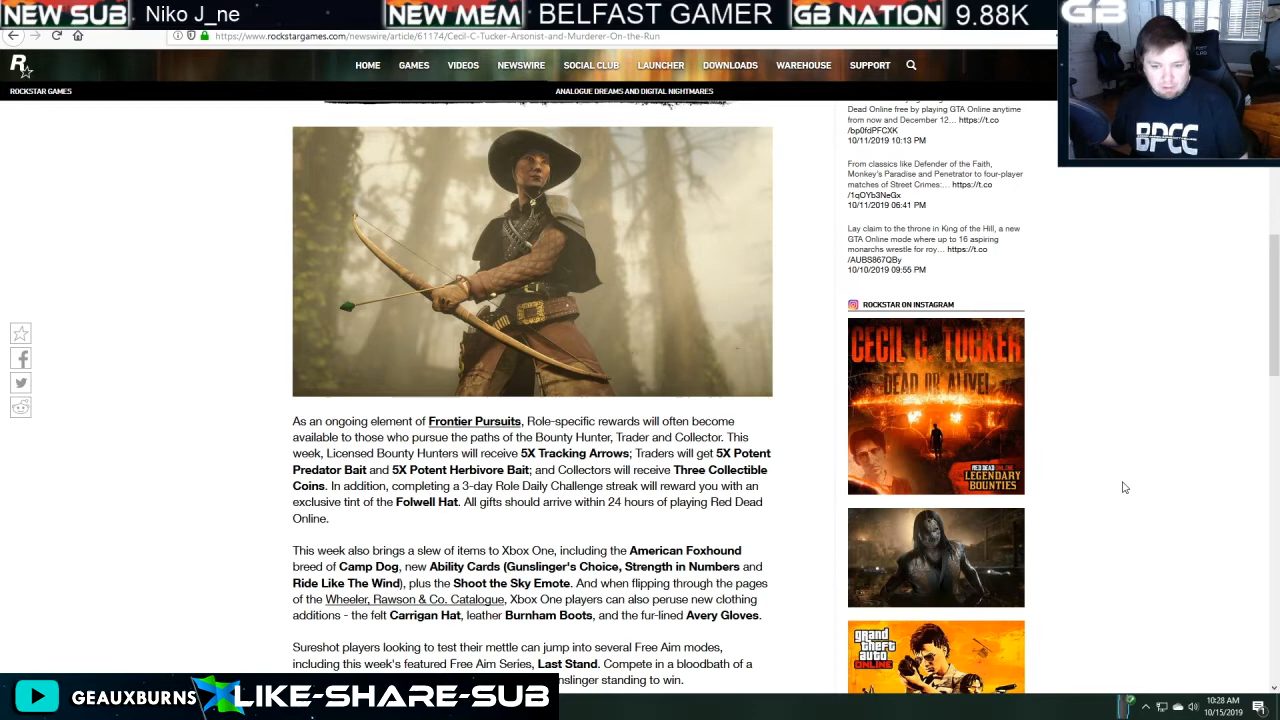 NEW SUB Niko J_ne NEW MEM BELFAST GAMER GB NATION 9.88K GB
https://www.rockstargames.com/newswire/article/61174/Cecil-C-Tucker-Arsonist-and-Murderer-On-the-Run
R
HOME GAMES VIDEOS NEWSWIRE SOCIAL CLUB LAUNCHER DOWNLOADS WAREHOUSE SUPPORT
ROCKSTAR GAMES ANALOGUE DREAMS AND DIGITAL NIGHTMARES
BPCC
Dead Online free by playing GTA Online anytime
from now and December 12… https://t.co
/bp0fdPFCXK
10/11/2019 10:13 PM
From classics like Defender of the Faith,
Monkey's Paradise and Penetrator to four-player
matches of Street Crimes:… https://t.co
/1qOYb3NeGx
10/11/2019 06:41 PM
Lay claim to the throne in King of the Hill, a new
GTA Online mode where up to 16 aspiring
monarchs wrestle for roy… https://t.co
/AUBS867QBy
10/10/2019 09:55 PM
ROCKSTAR ON INSTAGRAM
CECIL C TUCKER
DEAD OR ALIVE!
RED DEAD ONLINE
LEGENDARY
BOUNTIES
grand
theft
auto
ONLINE
As an ongoing element of Frontier Pursuits, Role-specific rewards will often become
available to those who pursue the paths of the Bounty Hunter, Trader and Collector. This
week, Licensed Bounty Hunters will receive 5X Tracking Arrows; Traders will get 5X Potent
Predator Bait and 5X Potent Herbivore Bait; and Collectors will receive Three Collectible
Coins. In addition, completing a 3-day Role Daily Challenge streak will reward you with an
exclusive tint of the Folwell Hat. All gifts should arrive within 24 hours of playing Red Dead
Online.
This week also brings a slew of items to Xbox One, including the American Foxhound
breed of Camp Dog, new Ability Cards (Gunslinger's Choice, Strength in Numbers and
Ride Like The Wind), plus the Shoot the Sky Emote. And when flipping through the pages
of the Wheeler, Rawson & Co. Catalogue, Xbox One players can also peruse new clothing
additions - the felt Carrigan Hat, leather Burnham Boots, and the fur-lined Avery Gloves.
Sureshot players looking to test their mettle can jump into several Free Aim modes,
including this week's featured Free Aim Series, Last Stand. Compete in a bloodbath of a
nslinger standing to win.
GEAUXBURNS LIKE-SHARE-SUB
10:28 AM
10/15/2019
1